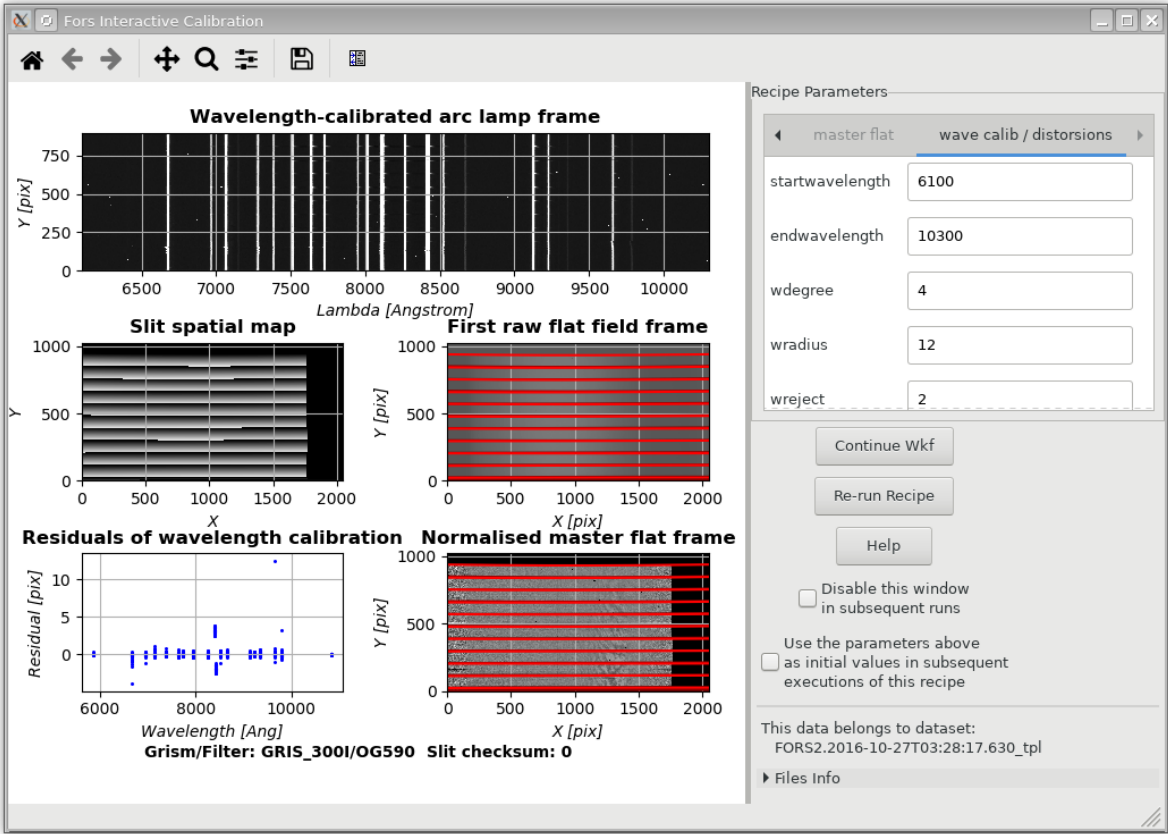 Fors Interactive Calibration
Wavelength-calibrated arc lamp frame
Y [pix]
750
500
250
0
6500 7000 7500 8000 8500 9000 9500 10000
Lambda [Angstrom]
Slit spatial map
Y
1000
500
0
0 500 1000 1500 2000
X
First raw flat field frame
Y [pix]
1000
500
0
0 500 1000 1500 2000
X [pix]
Residuals of wavelength calibration
Residual [pix]
10
5
0
6000 8000 10000
Wavelength [Ang]
Normalised master flat frame
Y [pix]
1000
500
0
0 500 1000 1500 2000
X [pix]
Grism/Filter: GRIS_300I/OG590 Slit checksum: 0
Recipe Parameters
master flat wave calib / distorsions
startwavelength 6100
endwavelength 10300
wdegree 4
wradius 12
wreject 2
Continue Wkf
Re-run Recipe
Help
Disable this window
in subsequent runs
Use the parameters above
as initial values in subsequent
executions of this recipe
This data belongs to dataset:
FORS2.2016-10-27T03:28:17.630_tpl
Files Info